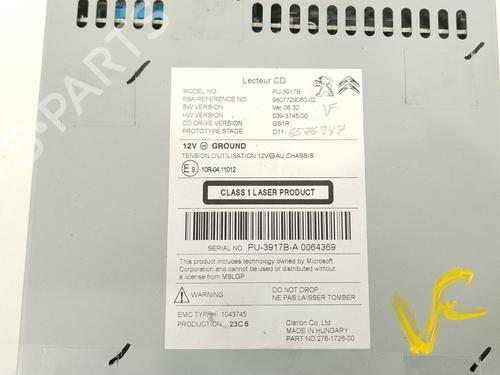 B-PARTS
Lecteur CD
MODEL NO. PU-3917B
PSA REFERENCE NO. 9807729080-02
SW VERSION Ver 06.32
HW VERSION 039-3745-00
VF
CD DRIVE VERSION GS1R
PROTOTYPE STAGE D11 6576947
12V ⊖ GROUND
TENSION D'UTILISATION 12V ⊖ AU CHASSIS
E9 10R-04.11012
CLASS 1 LASER PRODUCT
SERIAL NO. PU-3917B-A 0064369
This product includes technology owned by Microsoft
Corporation and cannot be used or distributed without
a license from MSLGP.
WARNING
DO NOT DROP
NE PAS LAISSER TOMBER
EMC TYPE 1043745
PRODUCTION 23C 6
Clarion Co.,Ltd
MADE IN HUNGARY
PART NO. 276-1726-00